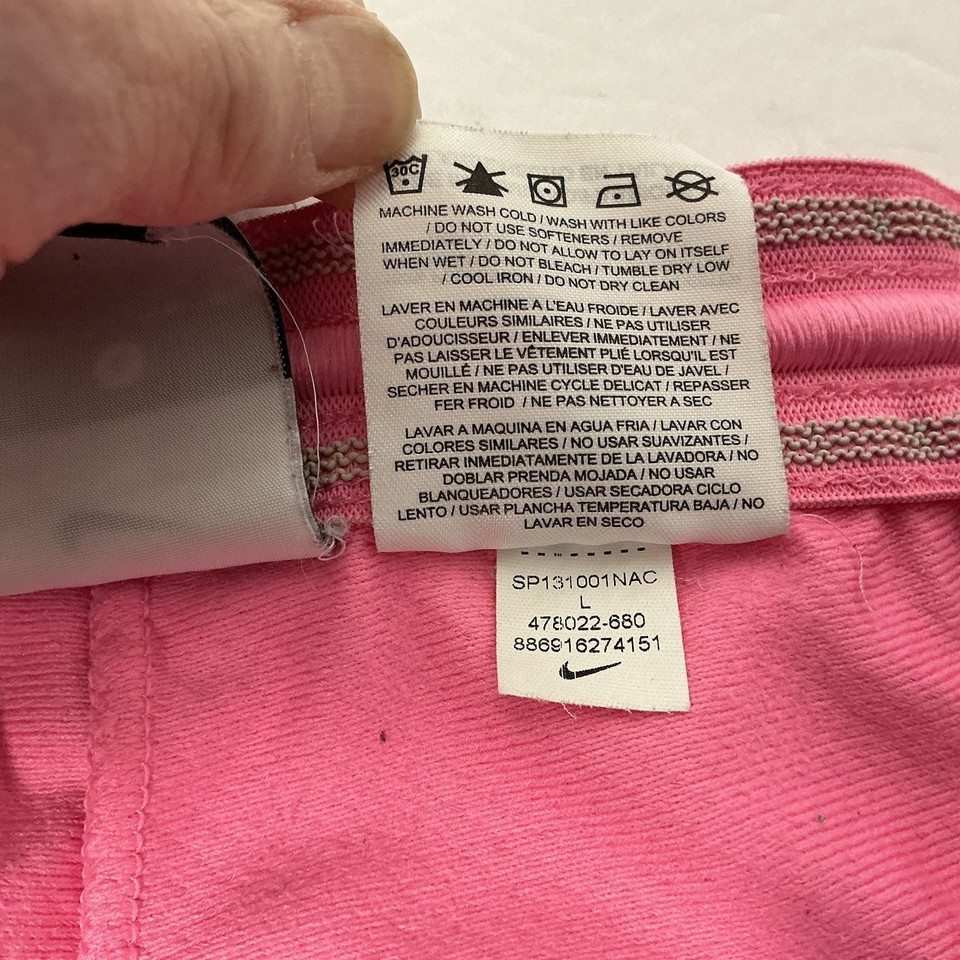 30C
MACHINE WASH COLD / WASH WITH LIKE COLORS
/ DO NOT USE SOFTENERS / REMOVE
IMMEDIATELY / DO NOT ALLOW TO LAY ON ITSELF
WHEN WET / DO NOT BLEACH / TUMBLE DRY LOW
/ COOL IRON / DO NOT DRY CLEAN
LAVER EN MACHINE A L'EAU FROIDE / LAVER AVEC
COULEURS SIMILAIRES / NE PAS UTILISER
D'ADOUCISSEUR / ENLEVER IMMEDIATEMENT / NE
PAS LAISSER LE VÊTEMENT PLIÉ LORSQU'IL EST
MOUILLÉ / NE PAS UTILISER D'EAU DE JAVEL /
SECHER EN MACHINE CYCLE DELICAT / REPASSER
FER FROID / NE PAS NETTOYER A SEC
LAVAR A MAQUINA EN AGUA FRIA / LAVAR CON
COLORES SIMILARES / NO USAR SUAVIZANTES /
RETIRAR INMEDIATAMENTE DE LA LAVADORA / NO
DOBLAR PRENDA MOJADA / NO USAR
BLANQUEADORES / USAR SECADORA CICLO
LENTO / USAR PLANCHA TEMPERATURA BAJA / NO
LAVAR EN SECO
SP131001NAC
L
478022-680
886916274151